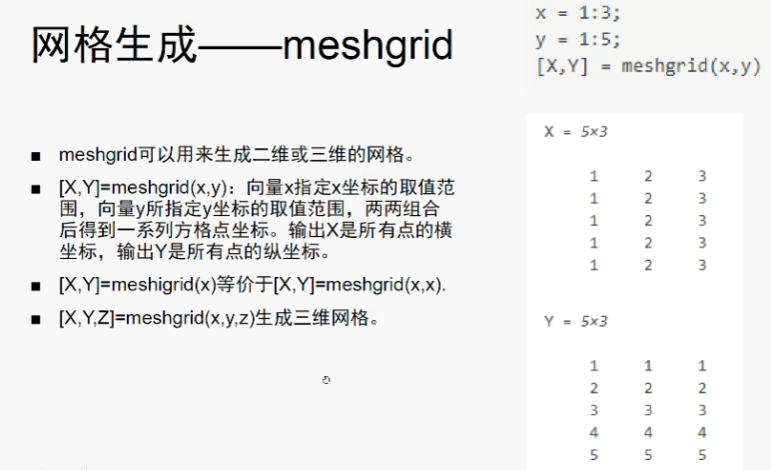 网格生成——meshgrid
x = 1:3;
y = 1:5;
[X,Y] = meshgrid(x,y)
meshgrid可以用来生成二维或三维的网格。
[X,Y]=meshgrid(x,y)：向量x指定x坐标的取值范
围，向量y所指定y坐标的取值范围，两两组合
后得到一系列方格点坐标。输出X是所有点的横
坐标，输出Y是所有点的纵坐标。
[X,Y]=meshigrid(x)等价于[X,Y]=meshgrid(x,x).
[X,Y,Z]=meshgrid(x,y,z)生成三维网格。
X = 5×3
1 2 3
1 2 3
1 2 3
1 2 3
1 2 3
Y = 5×3
1 1 1
2 2 2
3 3 3
4 4 4
5 5 5